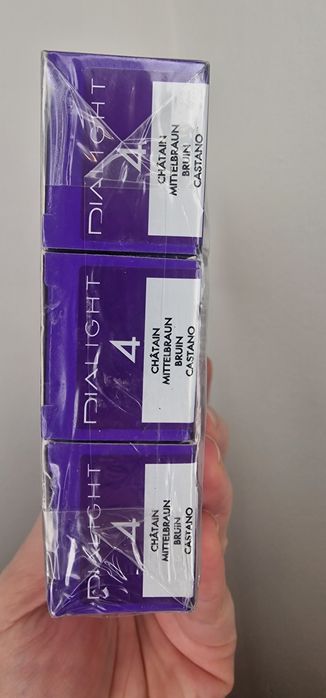 DIALIGHT
4
CHÂTAIN
MITTELBRAUN
BRUIN
CASTANO
DIALIGHT
4
CHÂTAIN
MITTELBRAUN
BRUIN
CASTANO
DIALIGHT
4
CHÂTAIN
MITTELBRAUN
BRUIN
CASTANO